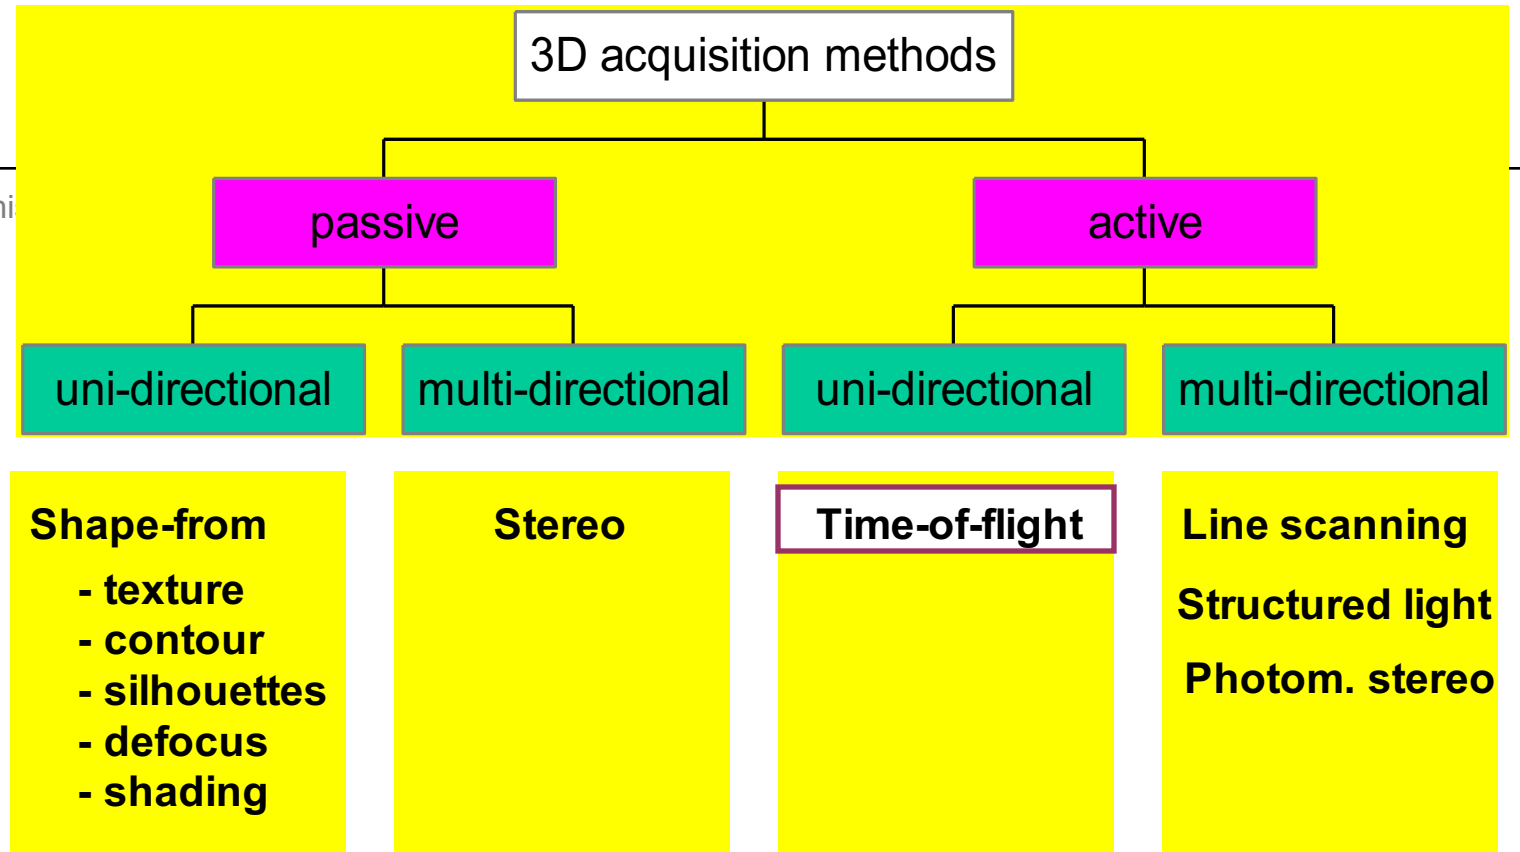 3D acquisition methods
passive
active
uni-directional
multi-directional
uni-directional
multi-directional
Shape-from
- texture
- contour
- silhouettes
- defocus
- shading
Stereo
Time-of-flight
Line scanning
Structured light
Photom. stereo